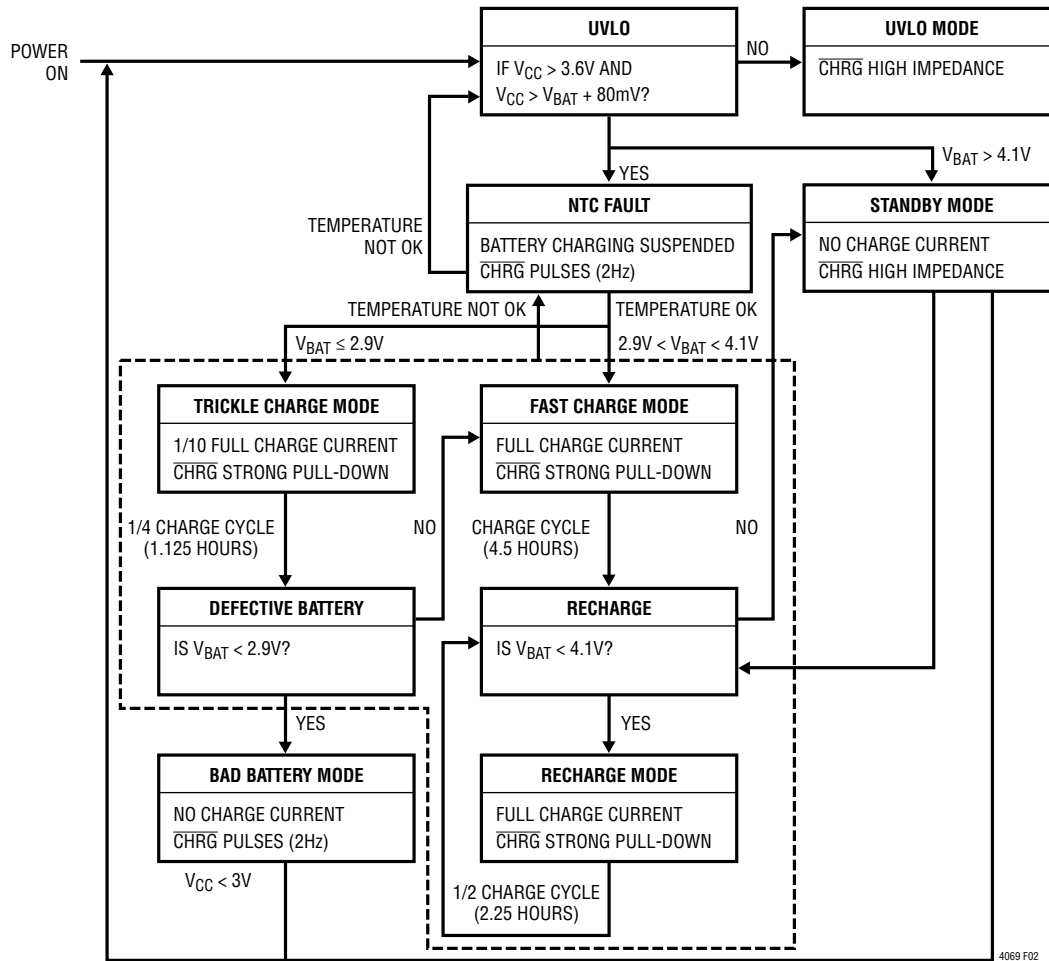 POWER
ON
UVLO
IF VCC > 3.6V AND
VCC > VBAT + 80mV?
NO
UVLO MODE
CHRG HIGH IMPEDANCE
YES
VBAT > 4.1V
TEMPERATURE
NOT OK
NTC FAULT
BATTERY CHARGING SUSPENDED
CHRG PULSES (2Hz)
STANDBY MODE
NO CHARGE CURRENT
CHRG HIGH IMPEDANCE
TEMPERATURE NOT OK
TEMPERATURE OK
VBAT ≤ 2.9V
2.9V < VBAT < 4.1V
TRICKLE CHARGE MODE
1/10 FULL CHARGE CURRENT
CHRG STRONG PULL-DOWN
FAST CHARGE MODE
FULL CHARGE CURRENT
CHRG STRONG PULL-DOWN
1/4 CHARGE CYCLE
(1.125 HOURS)
NO
CHARGE CYCLE
(4.5 HOURS)
NO
DEFECTIVE BATTERY
IS VBAT < 2.9V?
RECHARGE
IS VBAT < 4.1V?
YES
YES
BAD BATTERY MODE
NO CHARGE CURRENT
CHRG PULSES (2Hz)
RECHARGE MODE
FULL CHARGE CURRENT
CHRG STRONG PULL-DOWN
VCC < 3V
1/2 CHARGE CYCLE
(2.25 HOURS)
4069 F02